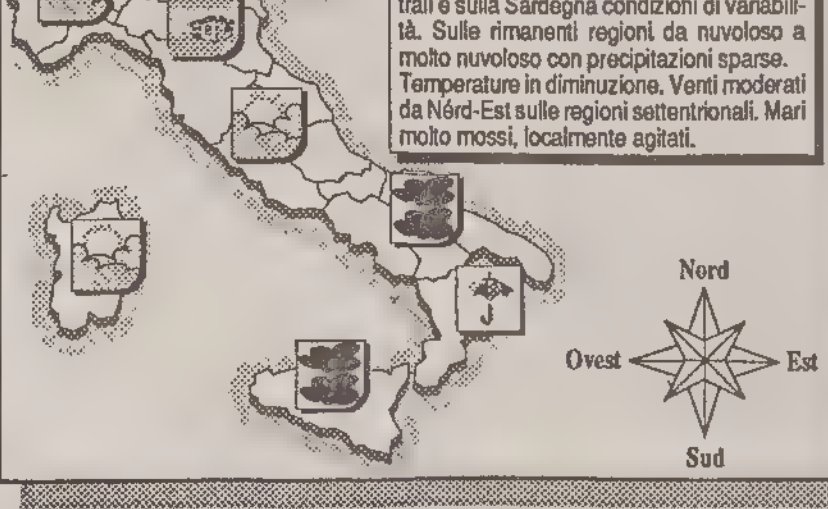 trali e sulla Sardegna condizioni di variabili-
tà. Sulle rimanenti regioni da nuvoloso a
molto nuvoloso con precipitazioni sparse.
Temperature in diminuzione. Venti moderati
da Nérd-Est sulle regioni settentrionali. Mari
molto mossi, localmente agitati.
Nord
Ovest
Est
Sud